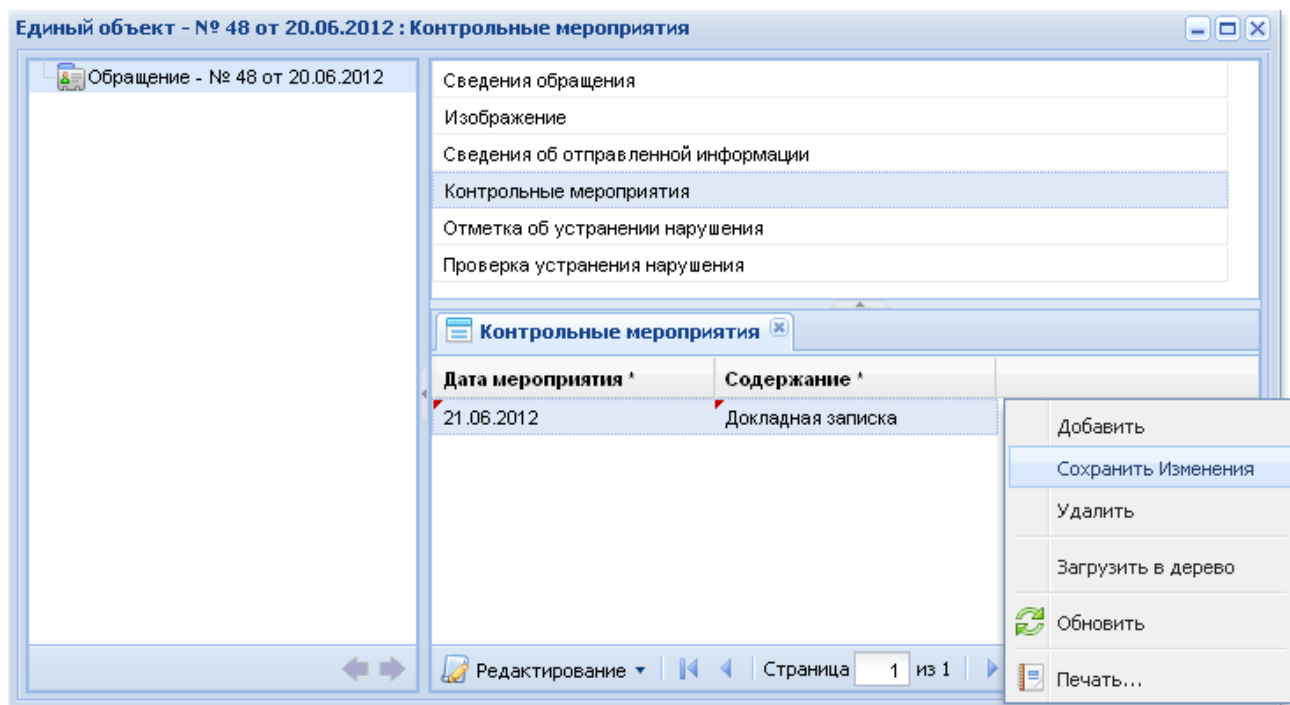 Единый объект - № 48 от 20.06.2012 : Контрольные мероприятия
Обращение - № 48 от 20.06.2012
Сведения обращения
Изображение
Сведения об отправленной информации
Контрольные мероприятия
Отметка об устранении нарушения
Проверка устранения нарушения
Контрольные мероприятия
Дата мероприятия * Содержание *
21.06.2012 Докладная записка
Добавить
Сохранить Изменения
Удалить
Загрузить в дерево
Обновить
Печать...
Редактирование Страница 1 из 1